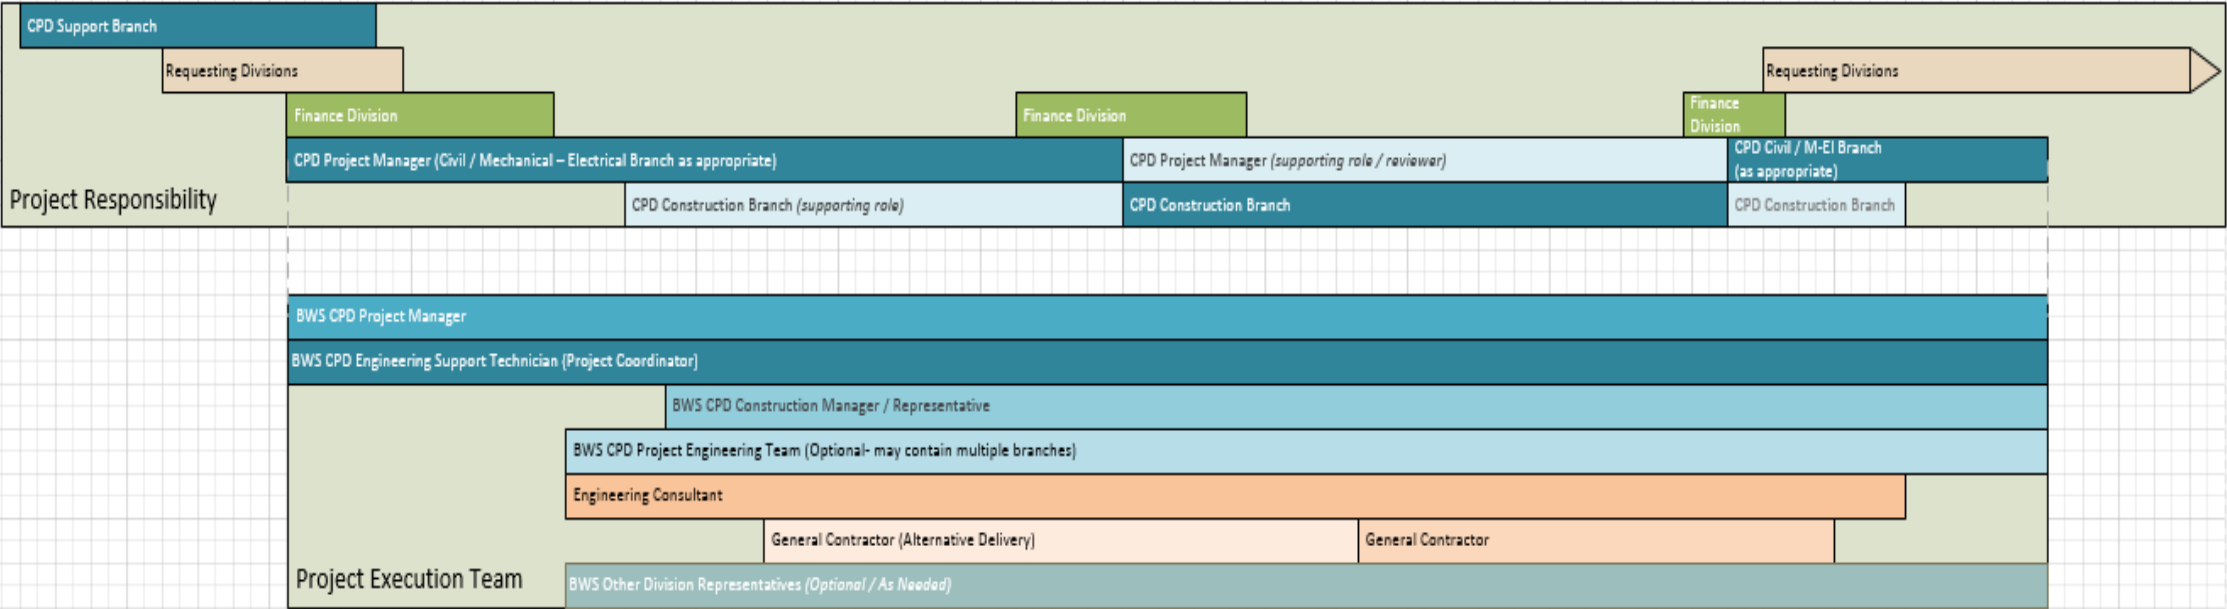 CPD Support Branch
Requesting Divisions
Requesting Divisions
Finance Division
Finance Division
Finance
Division
CPD Project Manager (Civil / Mechanical – Electrical Branch as appropriate)
CPD Project Manager (supporting role / reviewer)
CPD Civil / M-El Branch
(as appropriate)
Project Responsibility
CPD Construction Branch (supporting role)
CPD Construction Branch
CPD Construction Branch
BWS CPD Project Manager
BWS CPD Engineering Support Technician (Project Coordinator)
BWS CPD Construction Manager / Representative
BWS CPD Project Engineering Team (Optional- may contain multiple branches)
Engineering Consultant
General Contractor (Alternative Delivery)
General Contractor
Project Execution Team
BWS Other Division Representatives (Optional / As Needed)